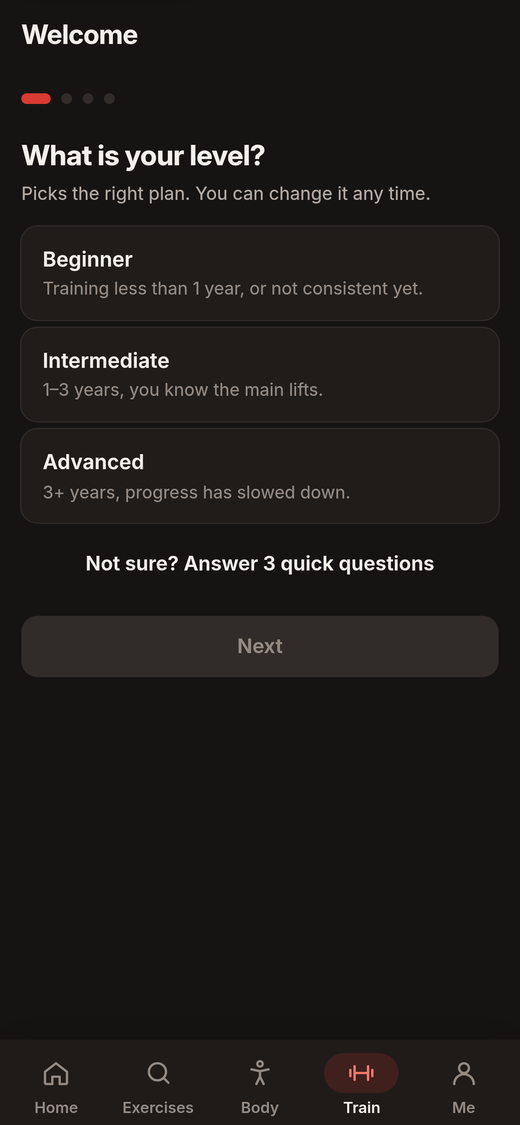 Welcome
What is your level?
Picks the right plan. You can change it any time.
Beginner
Training less than 1 year, or not consistent yet.
Intermediate
1–3 years, you know the main lifts.
Advanced
3+ years, progress has slowed down.
Not sure? Answer 3 quick questions
Next
Home
Exercises
Body
Train
Me